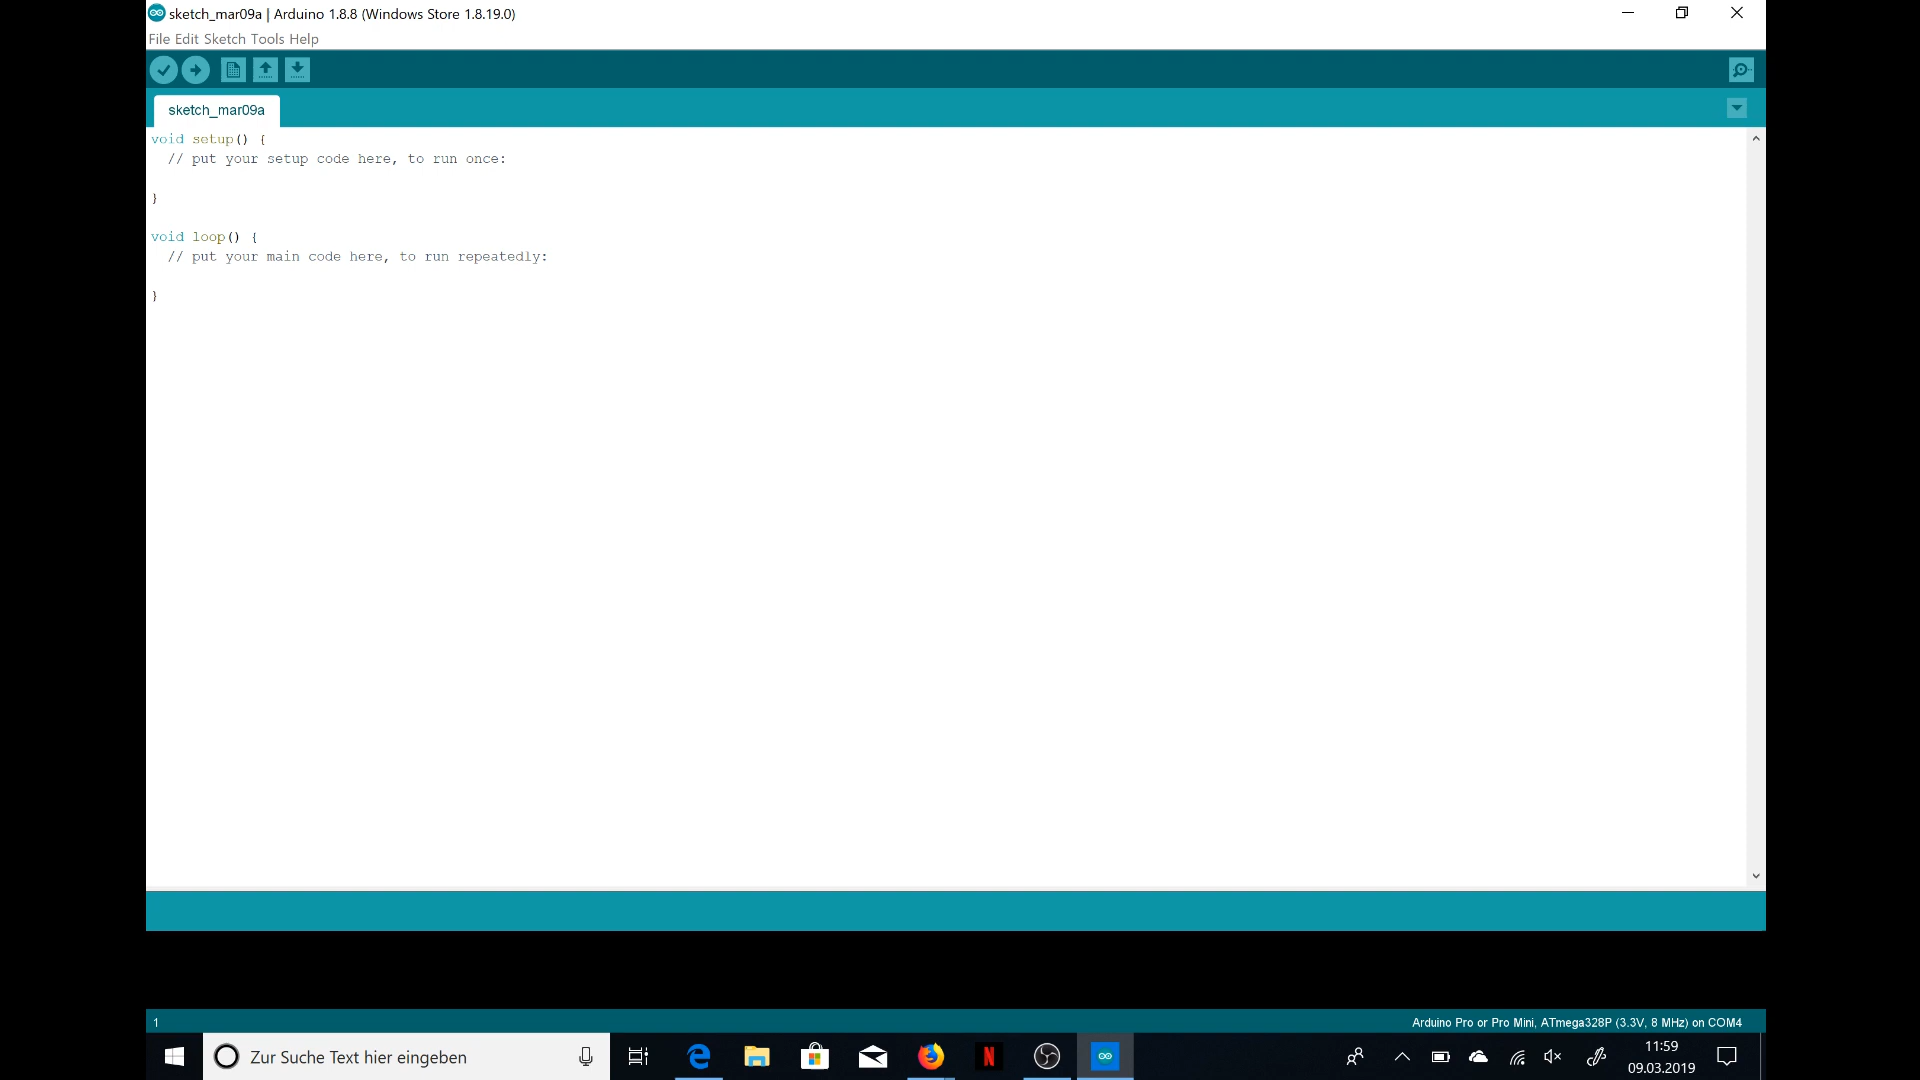 sketch_mar09a | Arduino 1.8.8 (Windows Store 1.8.19.0)
File Edit Sketch Tools Help
sketch_mar09a
void setup() {
  // put your setup code here, to run once:
}
void loop() {
  // put your main code here, to run repeatedly:
}
1
Arduino Pro or Pro Mini, ATmega328P (3.3V, 8 MHz) on COM4
Zur Suche Text hier eingeben
N
11:59
09.03.2019